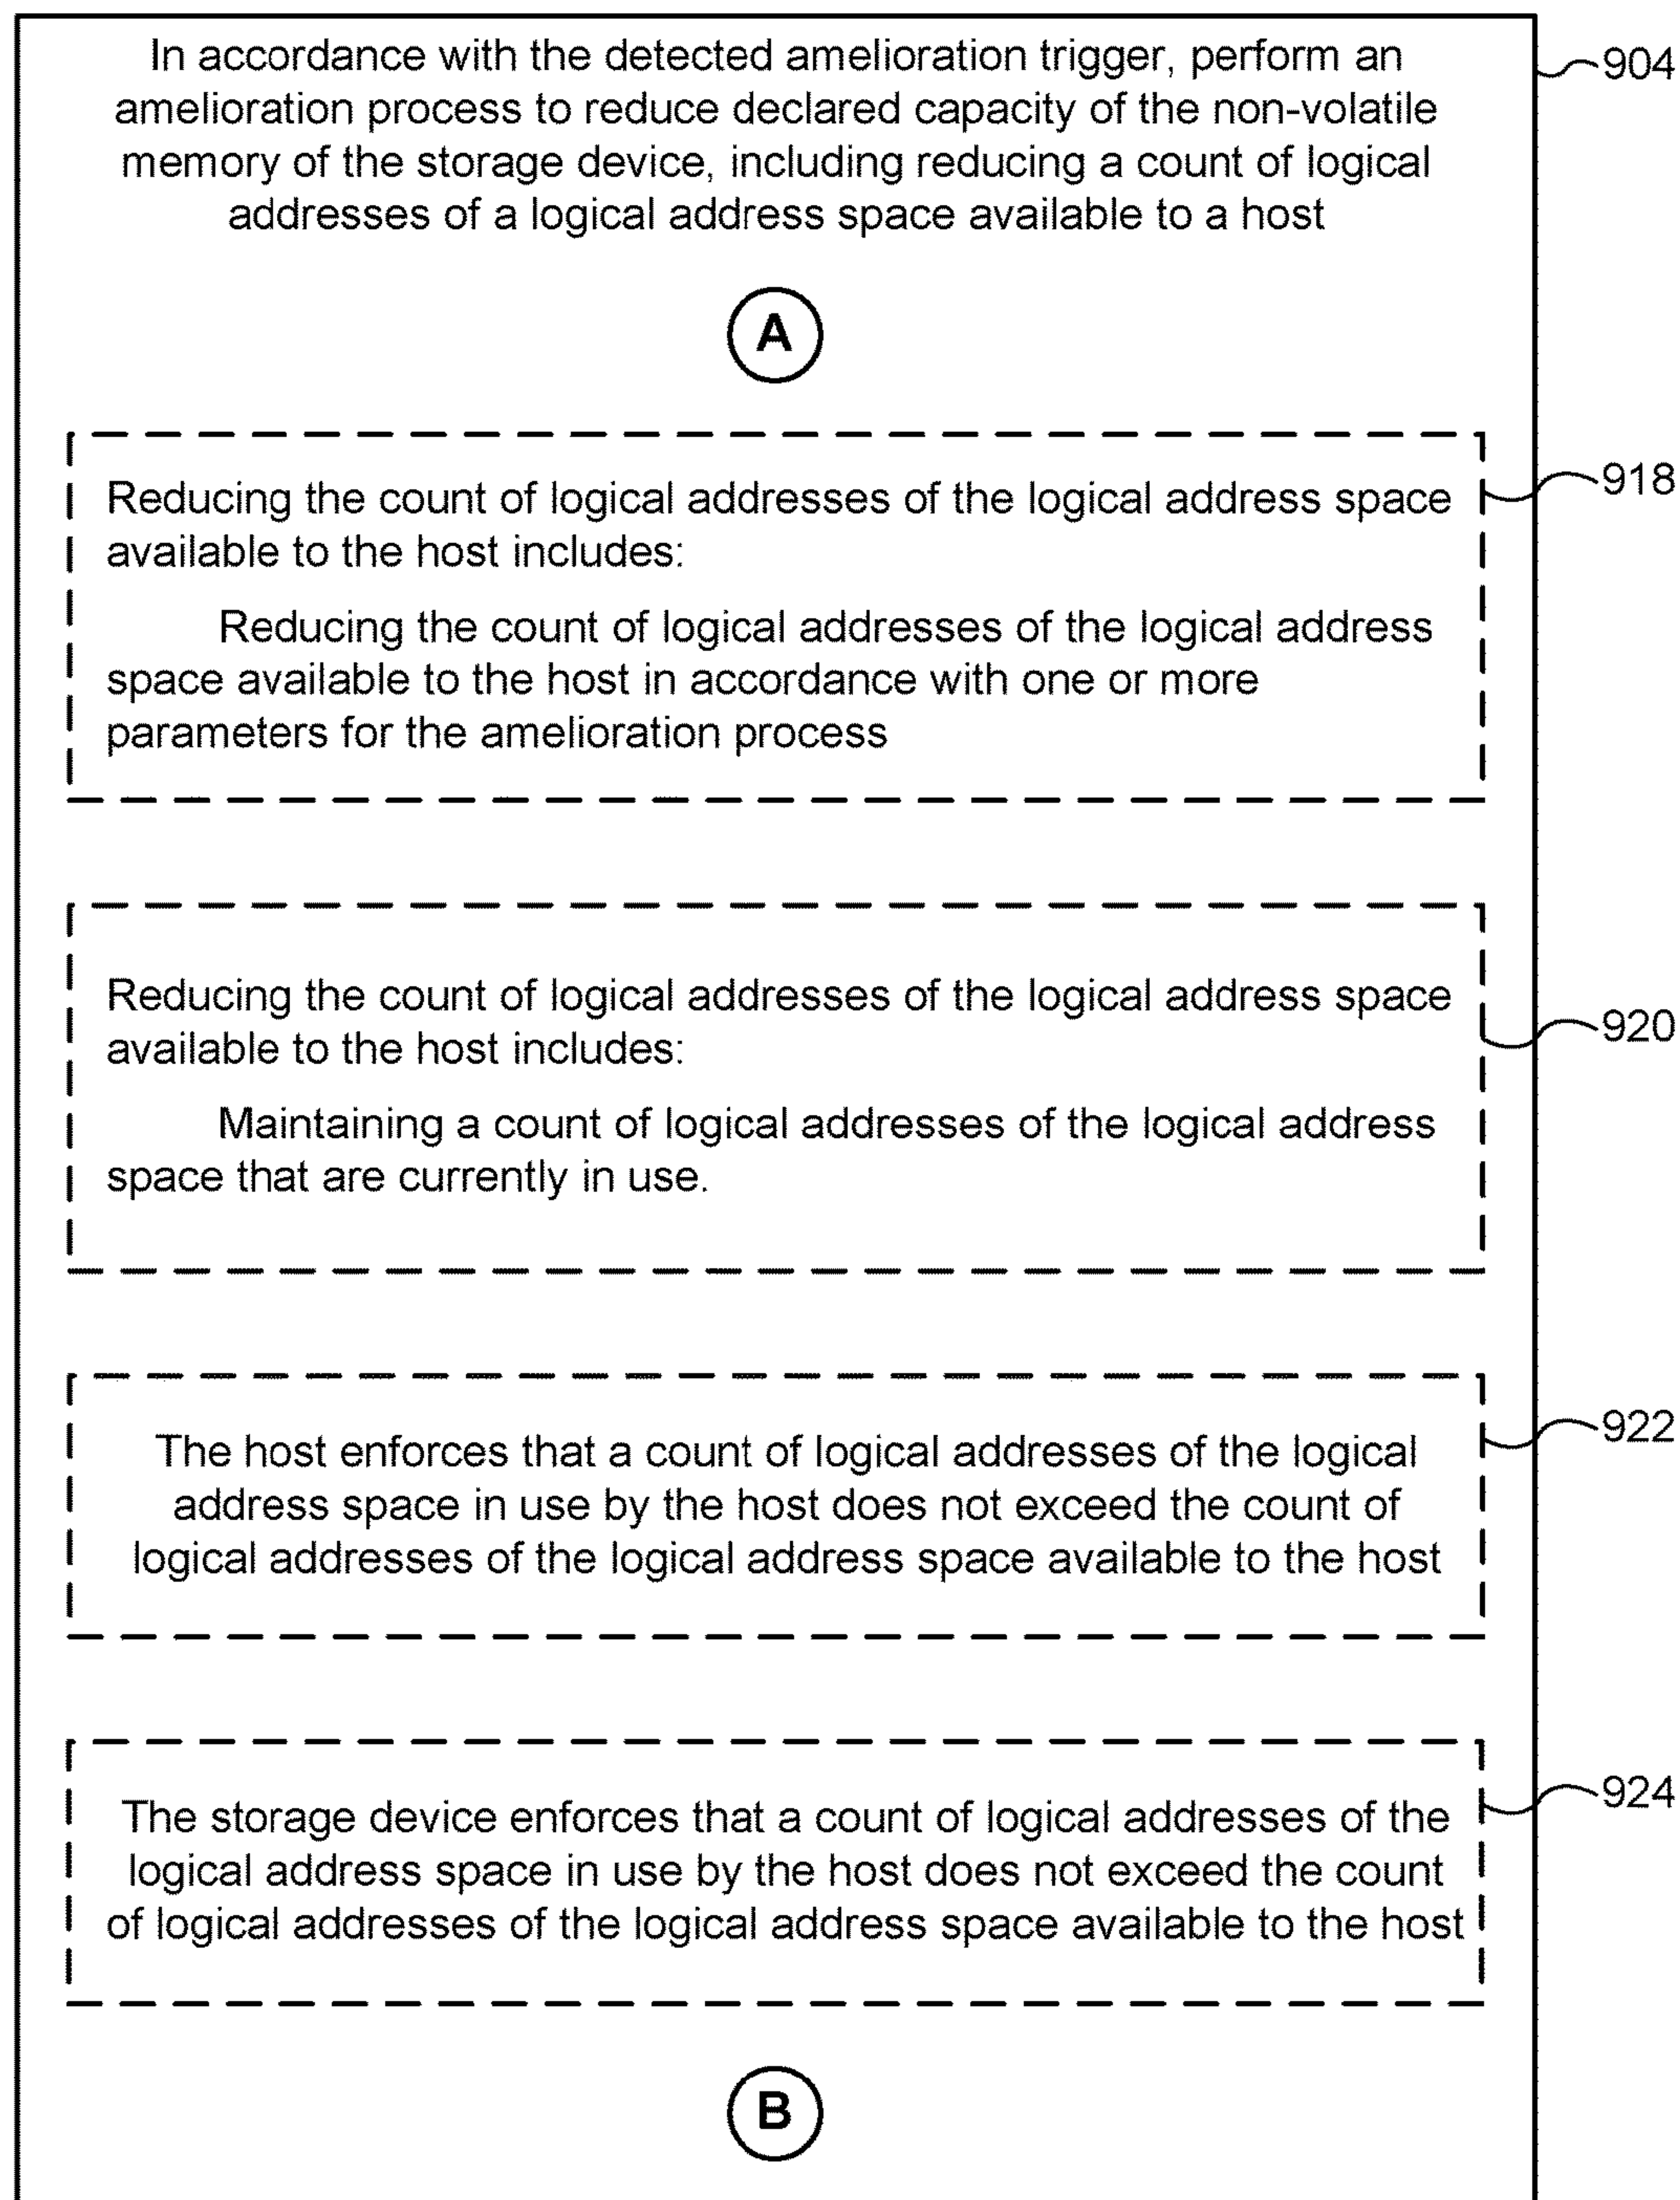 In accordance with the detected amelioration trigger, perform an
amelioration process to reduce declared capacity of the non-volatile
memory of the storage device, including reducing a count of logical
addresses of a logical address space available to a host
904
A
Reducing the count of logical addresses of the logical address space
available to the host includes:
Reducing the count of logical addresses of the logical address
space available to the host in accordance with one or more
parameters for the amelioration process
918
Reducing the count of logical addresses of the logical address space
available to the host includes:
Maintaining a count of logical addresses of the logical address
space that are currently in use.
920
The host enforces that a count of logical addresses of the logical
address space in use by the host does not exceed the count of
logical addresses of the logical address space available to the host
922
The storage device enforces that a count of logical addresses of the
logical address space in use by the host does not exceed the count
of logical addresses of the logical address space available to the host
924
B